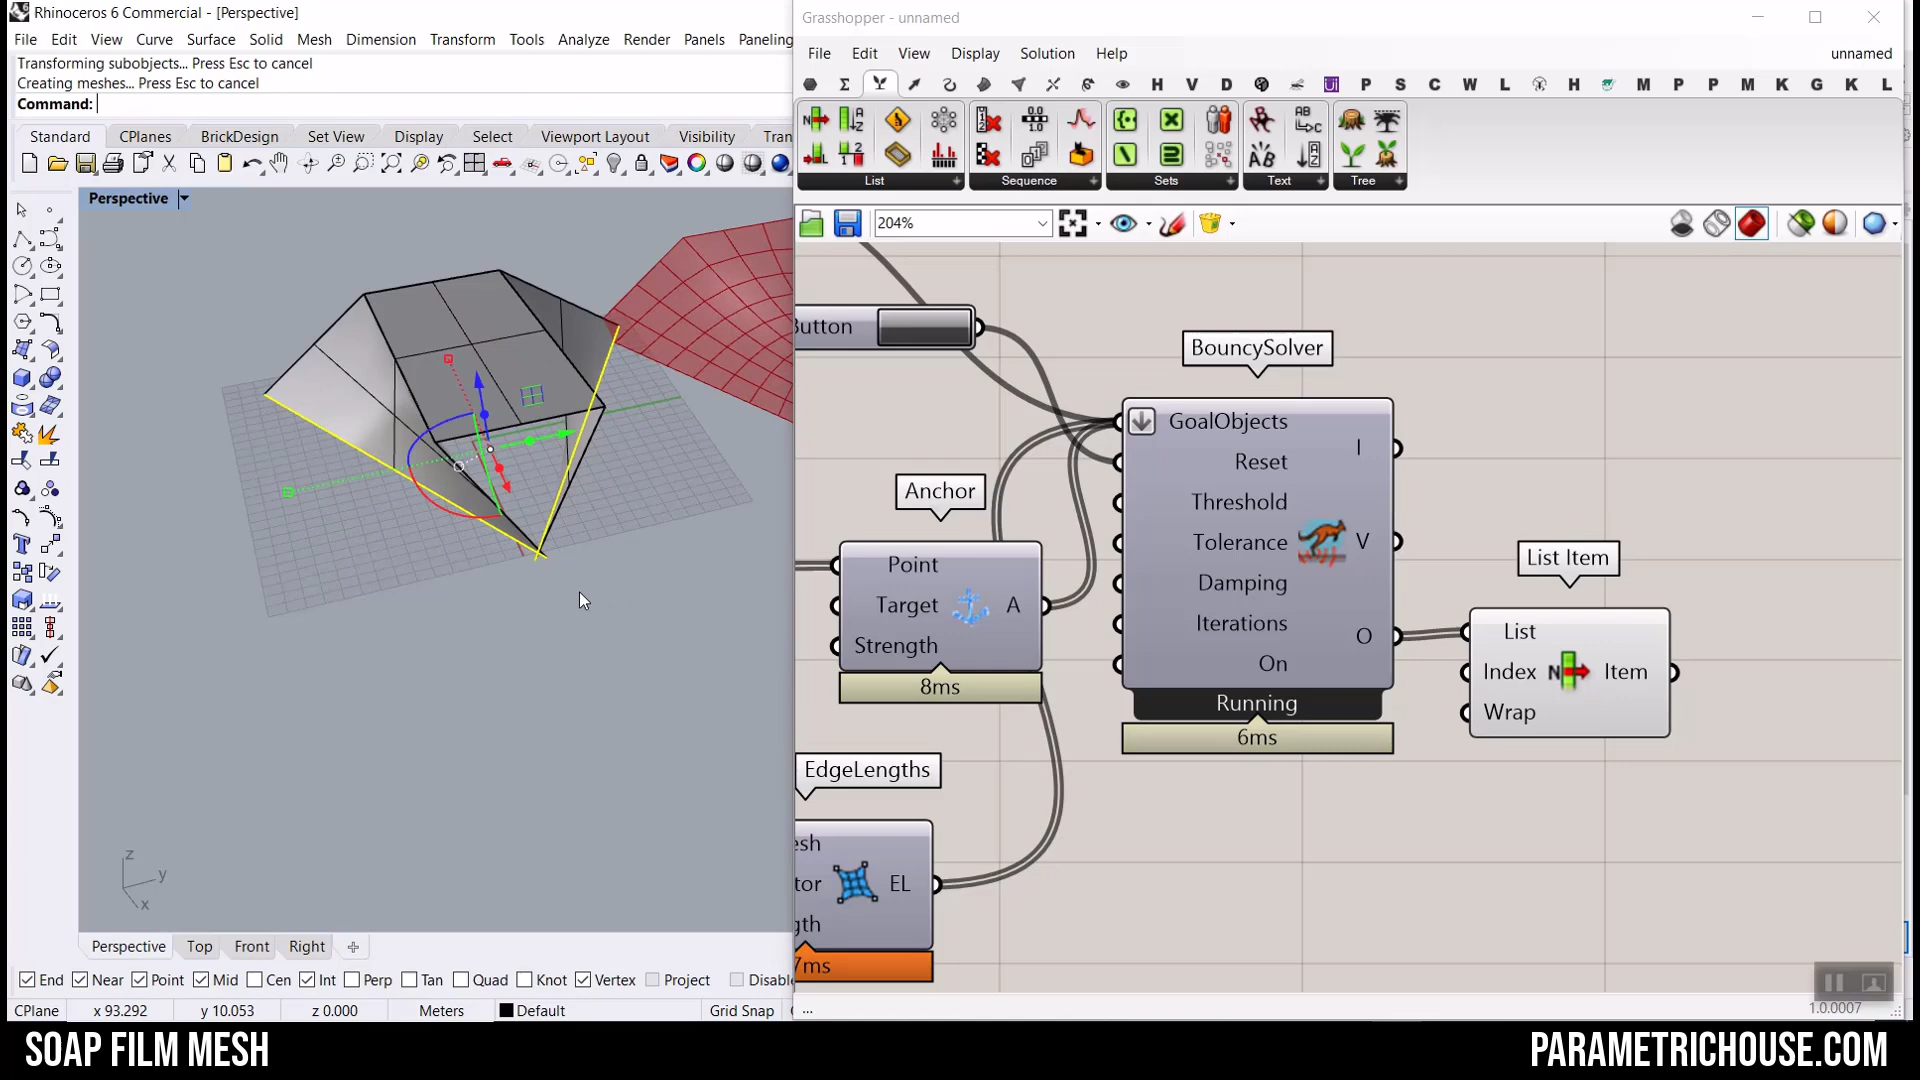 Rhinoceros 6 Commercial - [Perspective]
File Edit View Curve Surface Solid Mesh Dimension Transform Tools Analyze Render Panels Paneling
Transforming subobjects... Press Esc to cancel
Creating meshes... Press Esc to cancel
Command:
Standard CPlanes BrickDesign Set View Display Select Viewport Layout Visibility Tran
Perspective
z
y
x
Perspective Top Front Right
End Near Point Mid Cen Int Perp Tan Quad Knot Vertex Project Disable
CPlane x 93.292 y 10.053 z 0.000 Meters Default Grid Snap
Grasshopper - unnamed
File Edit View Display Solution Help unnamed
H V D P S C W L H M P P M K G K L
List Sequence Sets Text Tree
204%
Button
BouncySolver
GoalObjects
Reset
Threshold
Tolerance
Damping
Iterations
On
I
V
O
Running
6ms
Anchor
Point
Target
Strength
A
8ms
EdgeLengths
esh
tor
gth
EL
7ms
List Item
List
Index
Wrap
N
Item
...
1.0.0007
SOAP FILM MESH
PARAMETRICHOUSE.COM